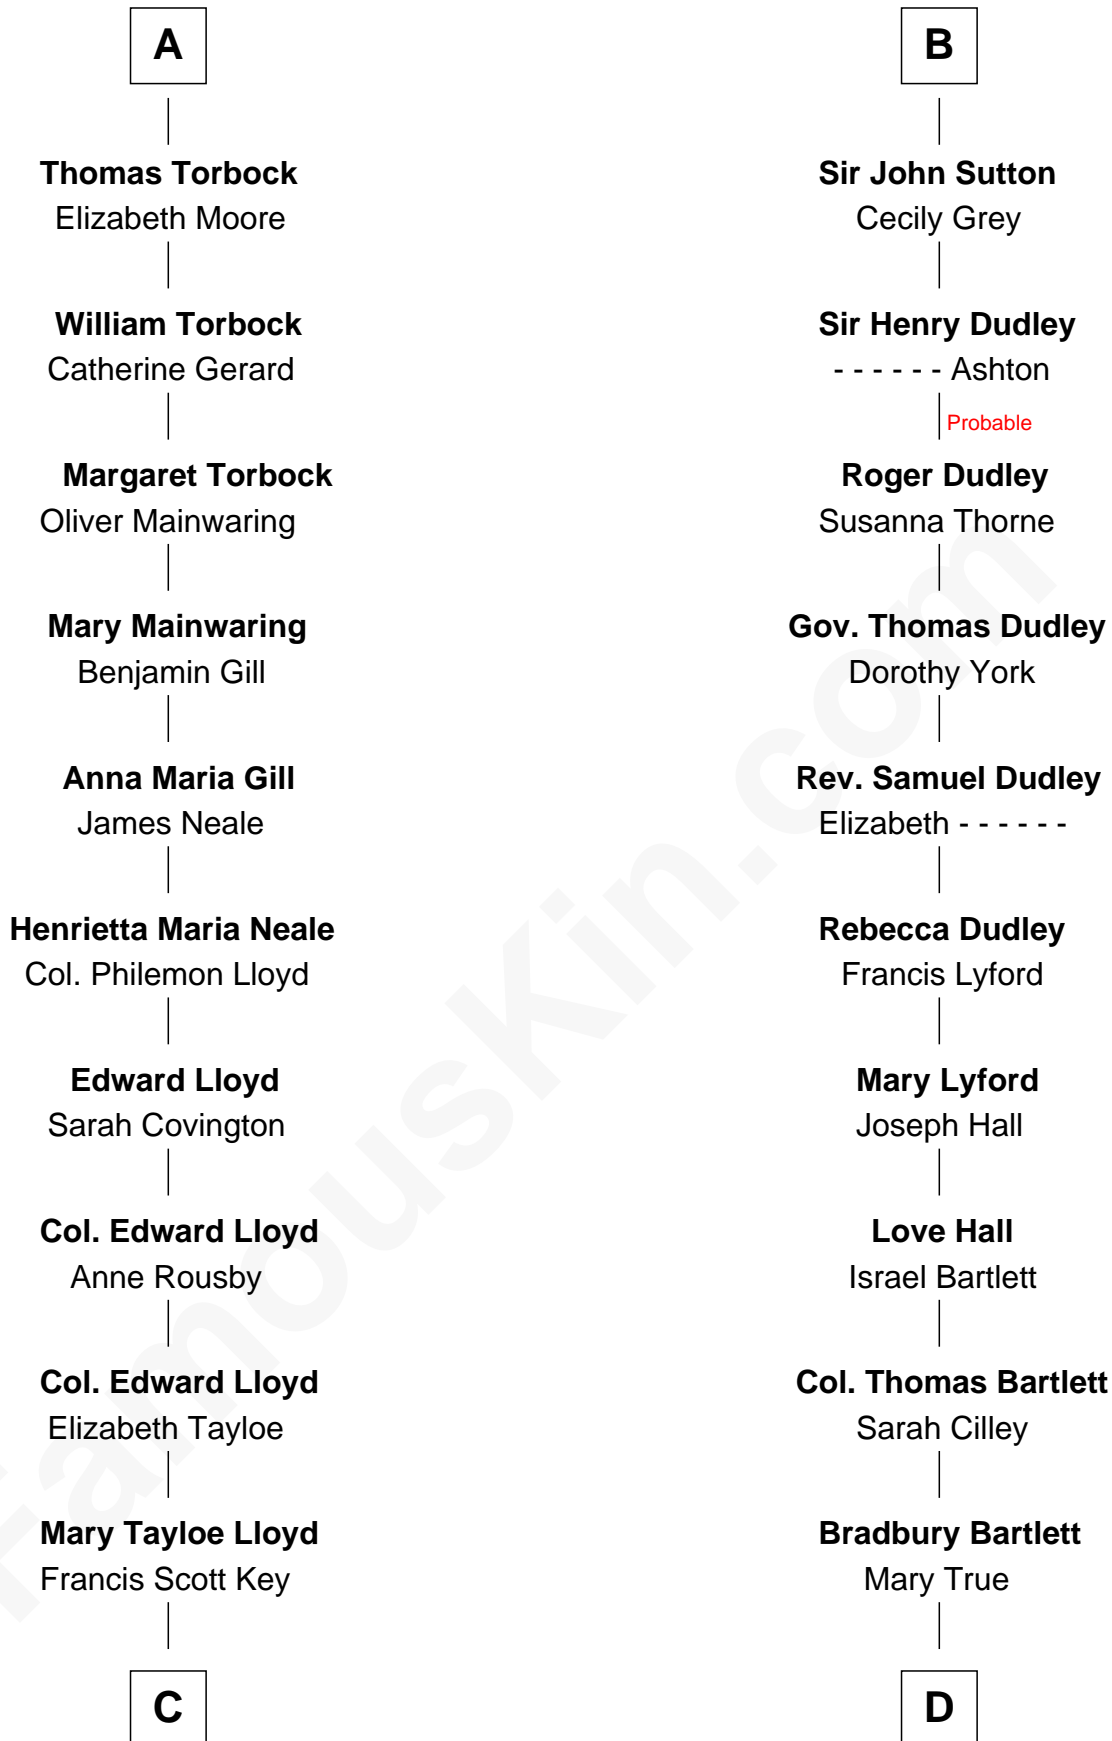 A
Thomas Torbock
Elizabeth Moore
William Torbock
Catherine Gerard
Margaret Torbock
Oliver Mainwaring
Mary Mainwaring
Benjamin Gill
Anna Maria Gill
James Neale
Henrietta Maria Neale
Col. Philemon Lloyd
Edward Lloyd
Sarah Covington
Col. Edward Lloyd
Anne Rousby
Col. Edward Lloyd
Elizabeth Tayloe
Mary Tayloe Lloyd
Francis Scott Key
C
B
Sir John Sutton
Cecily Grey
Sir Henry Dudley
- - - - - - Ashton
Probable
Roger Dudley
Susanna Thorne
Gov. Thomas Dudley
Dorothy York
Rev. Samuel Dudley
Elizabeth - - - - - -
Rebecca Dudley
Francis Lyford
Mary Lyford
Joseph Hall
Love Hall
Israel Bartlett
Col. Thomas Bartlett
Sarah Cilley
Bradbury Bartlett
Mary True
D
FamousKin.com